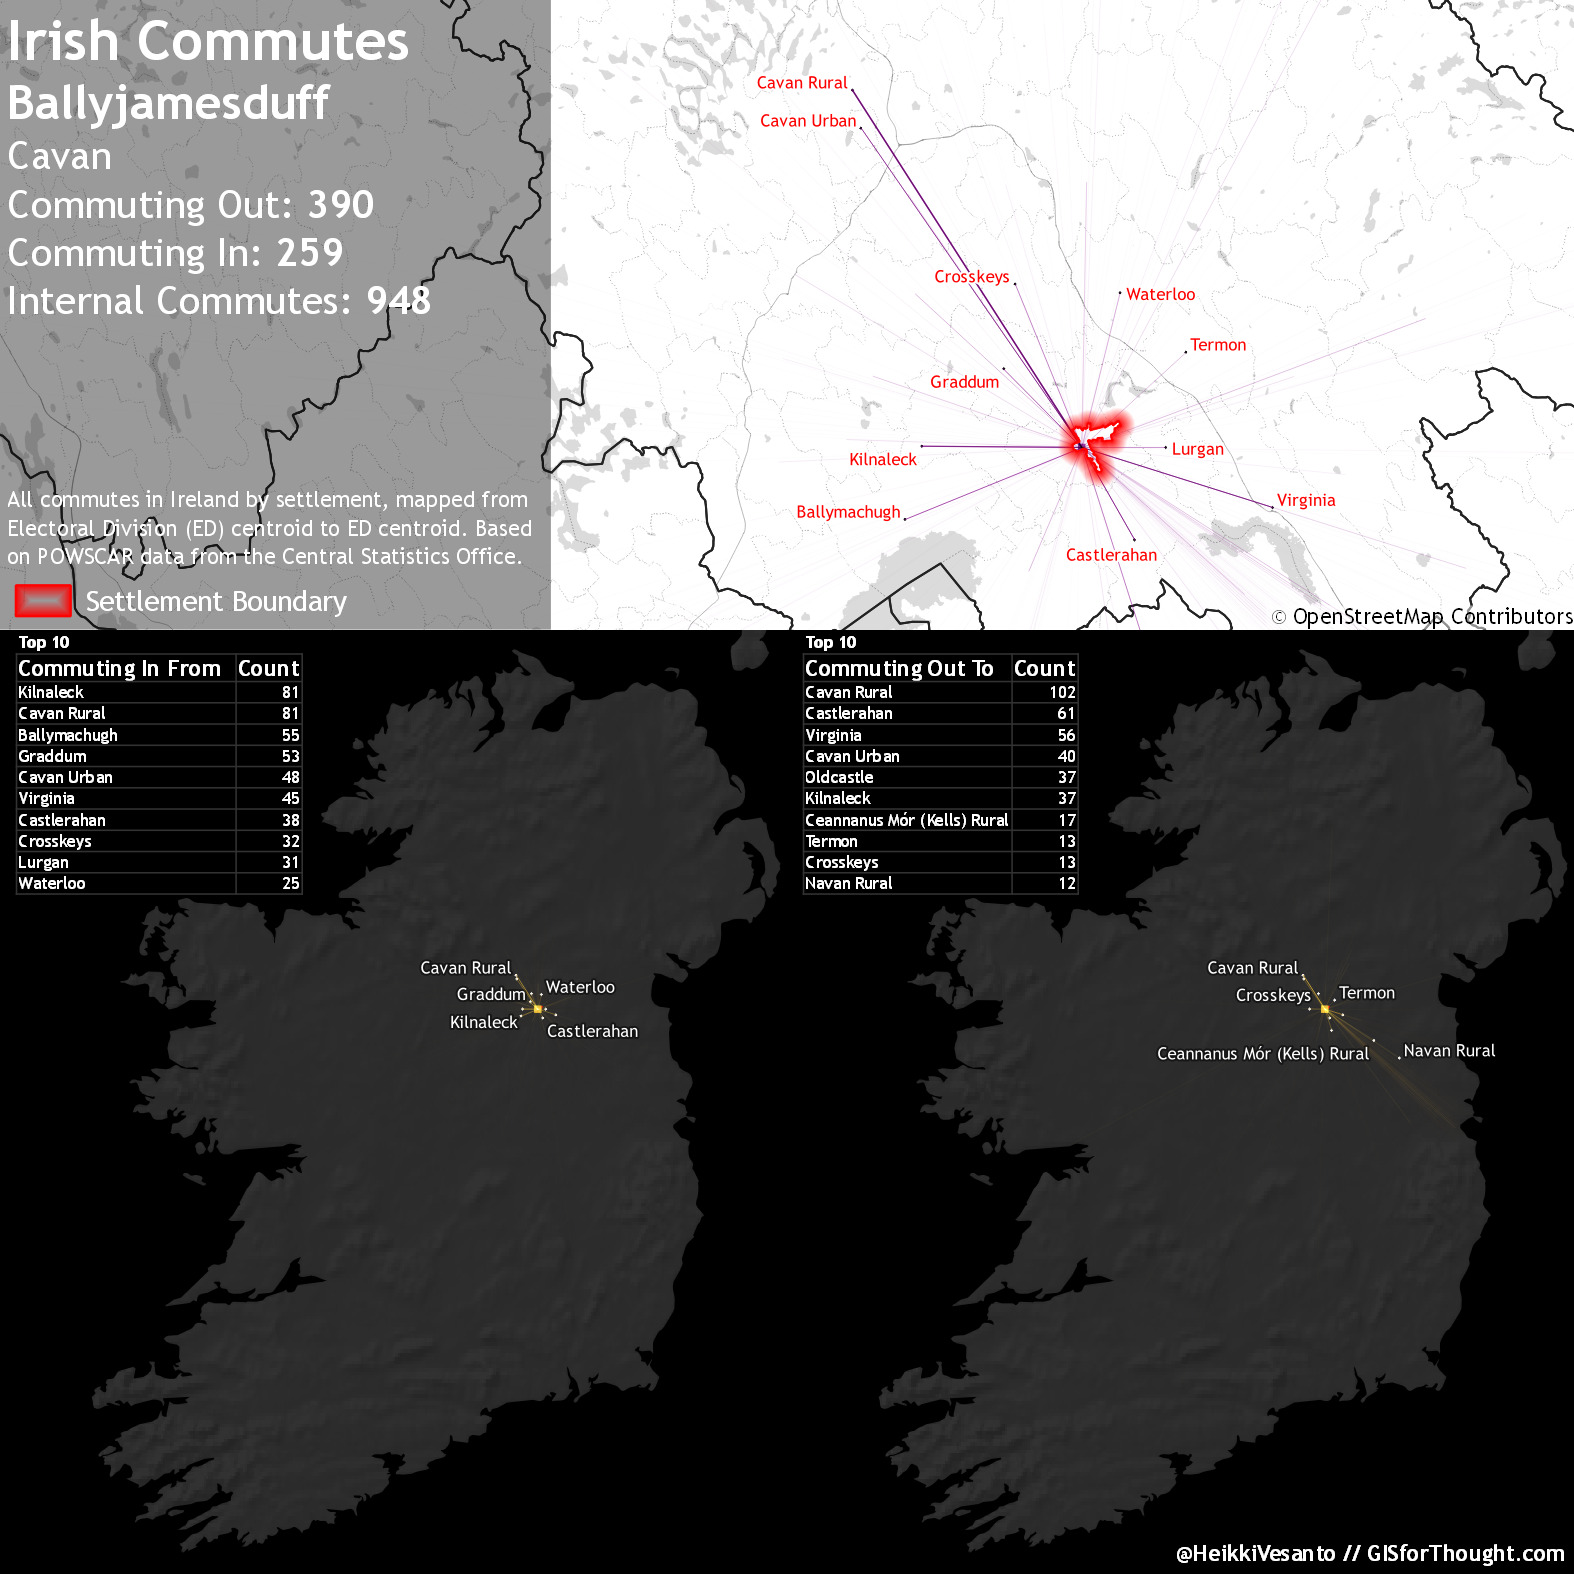 Irish Commutes
Ballyjamesduff
Cavan
Commuting Out: 390
Commuting In: 259
Internal Commutes: 948
All commutes in Ireland by settlement, mapped from
Electoral Division (ED) centroid to ED centroid. Based
on POWSCAR data from the Central Statistics Office.
Settlement Boundary
Cavan Rural
Cavan Urban
Crosskeys
Waterloo
Termon
Graddum
Kilnaleck
Lurgan
Virginia
Ballymachugh
Castlerahan
© OpenStreetMap Contributors
Top 10
Commuting In From Count
Kilnaleck 81
Cavan Rural 81
Ballymachugh 55
Graddum 53
Cavan Urban 48
Virginia 45
Castlerahan 38
Crosskeys 32
Lurgan 31
Waterloo 25
Cavan Rural
Waterloo
Graddum
Kilnaleck
Castlerahan
Top 10
Commuting Out To Count
Cavan Rural 102
Castlerahan 61
Virginia 56
Cavan Urban 40
Oldcastle 37
Kilnaleck 37
Ceannanus Mór (Kells) Rural 17
Termon 13
Crosskeys 13
Navan Rural 12
Cavan Rural
Termon
Crosskeys
Ceannanus Mór (Kells) Rural
Navan Rural
@HeikkiVesanto // GISforThought.com